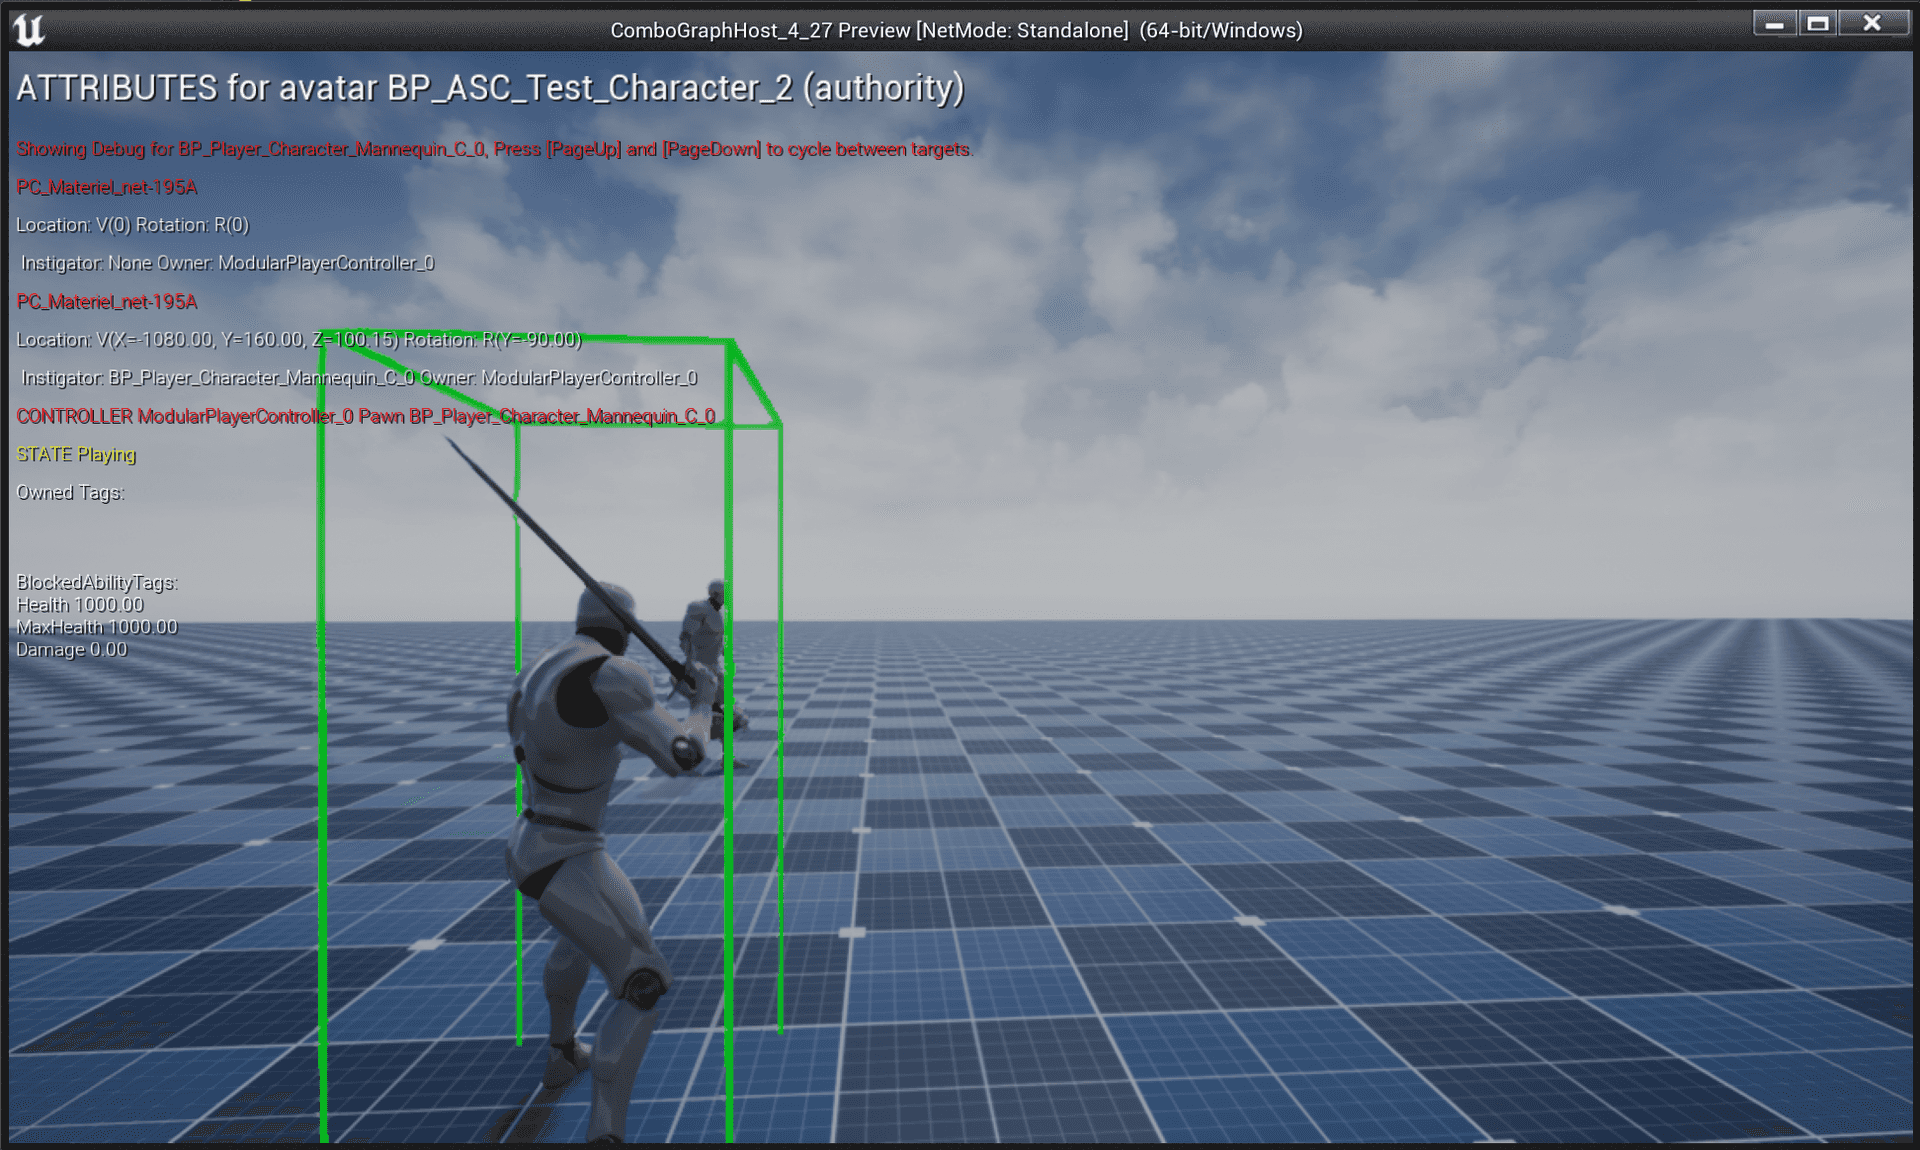 ComboGraphHost_4_27 Preview [NetMode: Standalone]  (64-bit/Windows)
ATTRIBUTES for avatar BP_ASC_Test_Character_2 (authority)
Showing Debug for BP_Player_Character_Mannequin_C_0, Press [PageUp] and [PageDown] to cycle between targets.
PC_Materiel_net-195A
Location: V(0) Rotation: R(0)
Instigator: None Owner: ModularPlayerController_0
PC_Materiel_net-195A
Location: V(X=-1080.00, Y=160.00, Z=100.15) Rotation: R(Y=-90.00)
Instigator: BP_Player_Character_Mannequin_C_0 Owner: ModularPlayerController_0
CONTROLLER ModularPlayerController_0 Pawn BP_Player_Character_Mannequin_C_0
STATE Playing
Owned Tags:
BlockedAbilityTags:
Health 1000.00
MaxHealth 1000.00
Damage 0.00